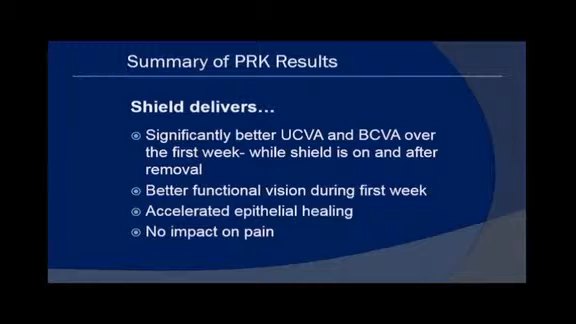 Summary of PRK Results
Shield delivers...
Significantly better UCVA and BCVA over
the first week- while shield is on and after
removal
Better functional vision during first week
Accelerated epithelial healing
No impact on pain